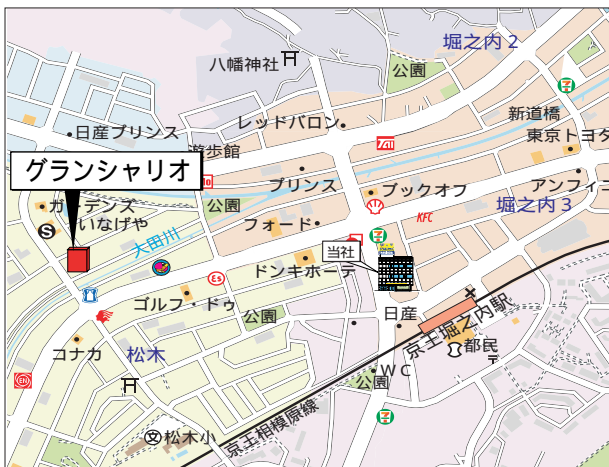 堀之内2
八幡神社
公園
新道橋
レッドバロン
日産プリンス
東京トヨタ
遊歩館
グランシャリオ
プリンス
ブックオフ
アンフィニ
ガーデンズ
いなげや
公園
フォード
KFC
堀之内3
大田川
当社
ドンキホーテ
Es
ゴルフ・ドゥ
公園
日産
京王堀之内駅
都民
コナカ
松木
WC
公園
EN
京王相模原線
文
松木小